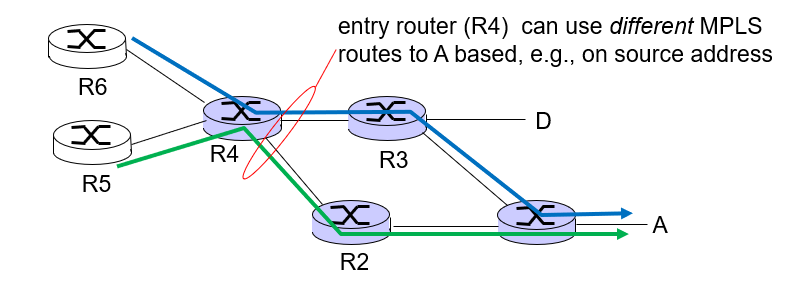 entry router (R4) can use different MPLS
routes to A based, e.g., on source address
R6
R5
R4
R3
D
R2
A